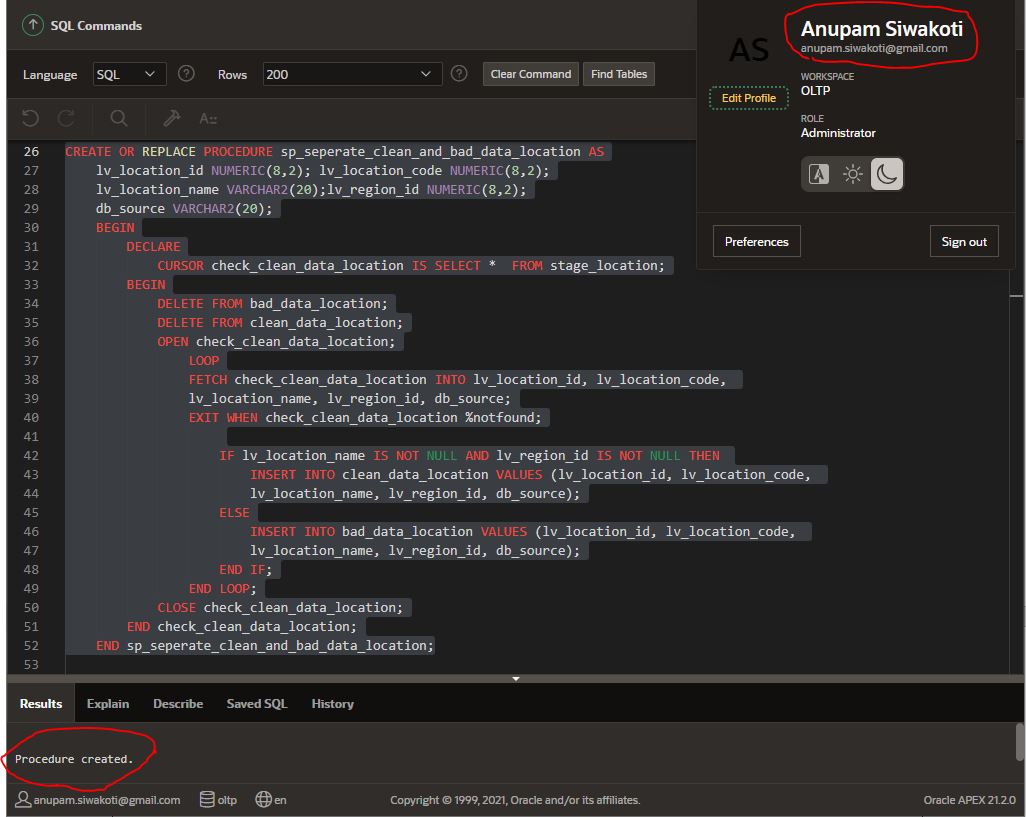 SQL Commands
Language SQL Rows 200 Clear Command Find Tables
AS
Anupam Siwakoti
anupam.siwakoti@gmail.com
Edit Profile
WORKSPACE
OLTP
ROLE
Administrator
A
Preferences Sign out
A
26 CREATE OR REPLACE PROCEDURE sp_seperate_clean_and_bad_data_location AS
27 lv_location_id NUMERIC(8,2); lv_location_code NUMERIC(8,2);
28 lv_location_name VARCHAR2(20);lv_region_id NUMERIC(8,2);
29 db_source VARCHAR2(20);
30 BEGIN
31 DECLARE
32 CURSOR check_clean_data_location IS SELECT * FROM stage_location;
33 BEGIN
34 DELETE FROM bad_data_location;
35 DELETE FROM clean_data_location;
36 OPEN check_clean_data_location;
37 LOOP
38 FETCH check_clean_data_location INTO lv_location_id, lv_location_code,
39 lv_location_name, lv_region_id, db_source;
40 EXIT WHEN check_clean_data_location %notfound;
41
42 IF lv_location_name IS NOT NULL AND lv_region_id IS NOT NULL THEN
43 INSERT INTO clean_data_location VALUES (lv_location_id, lv_location_code,
44 lv_location_name, lv_region_id, db_source);
45 ELSE
46 INSERT INTO bad_data_location VALUES (lv_location_id, lv_location_code,
47 lv_location_name, lv_region_id, db_source);
48 END IF;
49 END LOOP;
50 CLOSE check_clean_data_location;
51 END check_clean_data_location;
52 END sp_seperate_clean_and_bad_data_location;
53
Results Explain Describe Saved SQL History
Procedure created.
anupam.siwakoti@gmail.com oltp en Copyright © 1999, 2021, Oracle and/or its affiliates. Oracle APEX 21.2.0